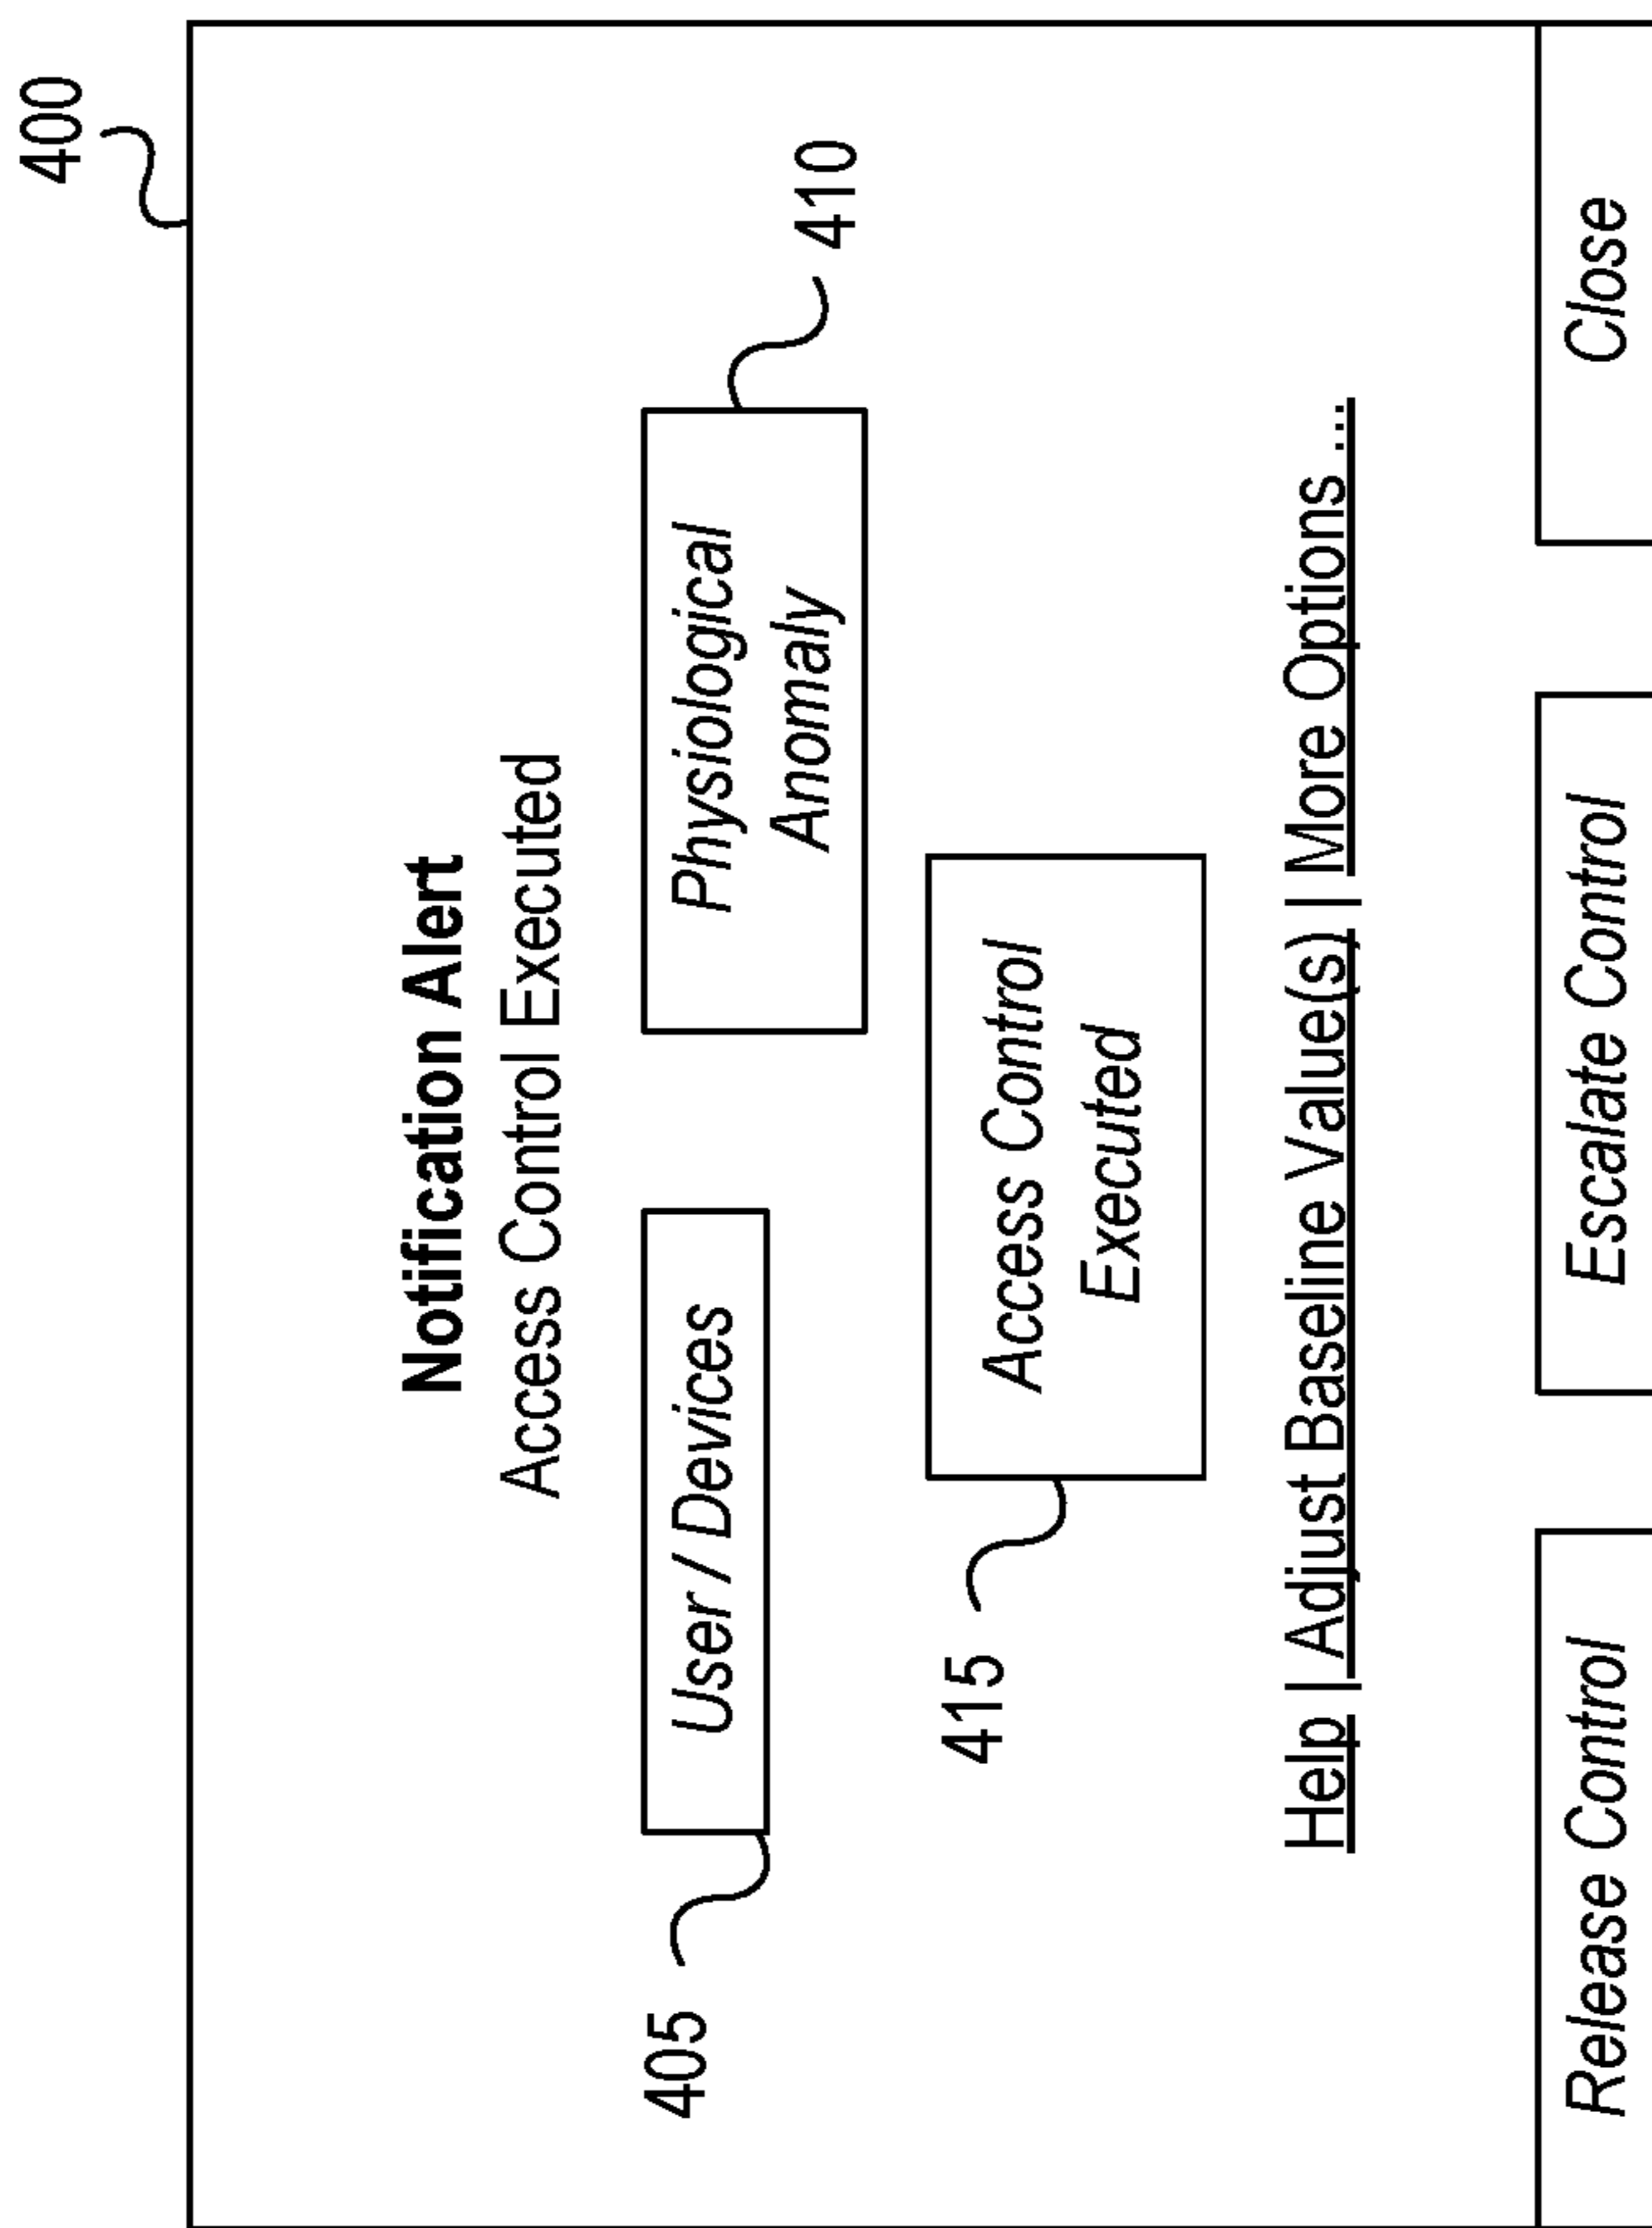 400
Notification Alert
Access Control Executed
405
User / Devices
Physiological
Anomaly
410
415
Access Control
Executed
Help | Adjust Baseline Value(s) | More Options ...
Release Control
Escalate Control
Close